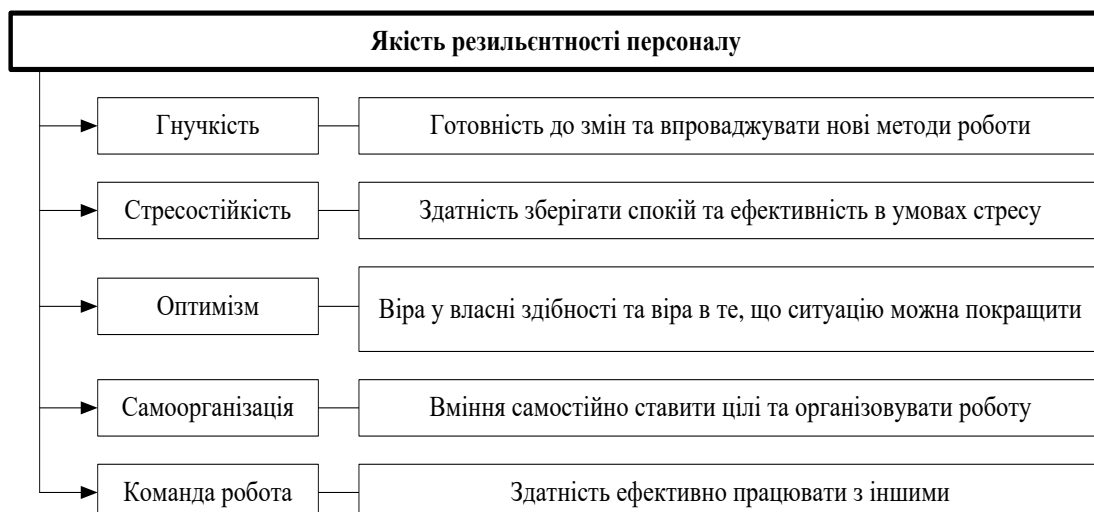 Якість резильєнтності персоналу
Гнучкість
Готовність до змін та впроваджувати нові методи роботи
Стресостійкість
Здатність зберігати спокій та ефективність в умовах стресу
Оптимізм
Віра у власні здібності та віра в те, що ситуацію можна покращити
Самоорганізація
Вміння самостійно ставити цілі та організовувати роботу
Команда робота
Здатність ефективно працювати з іншими